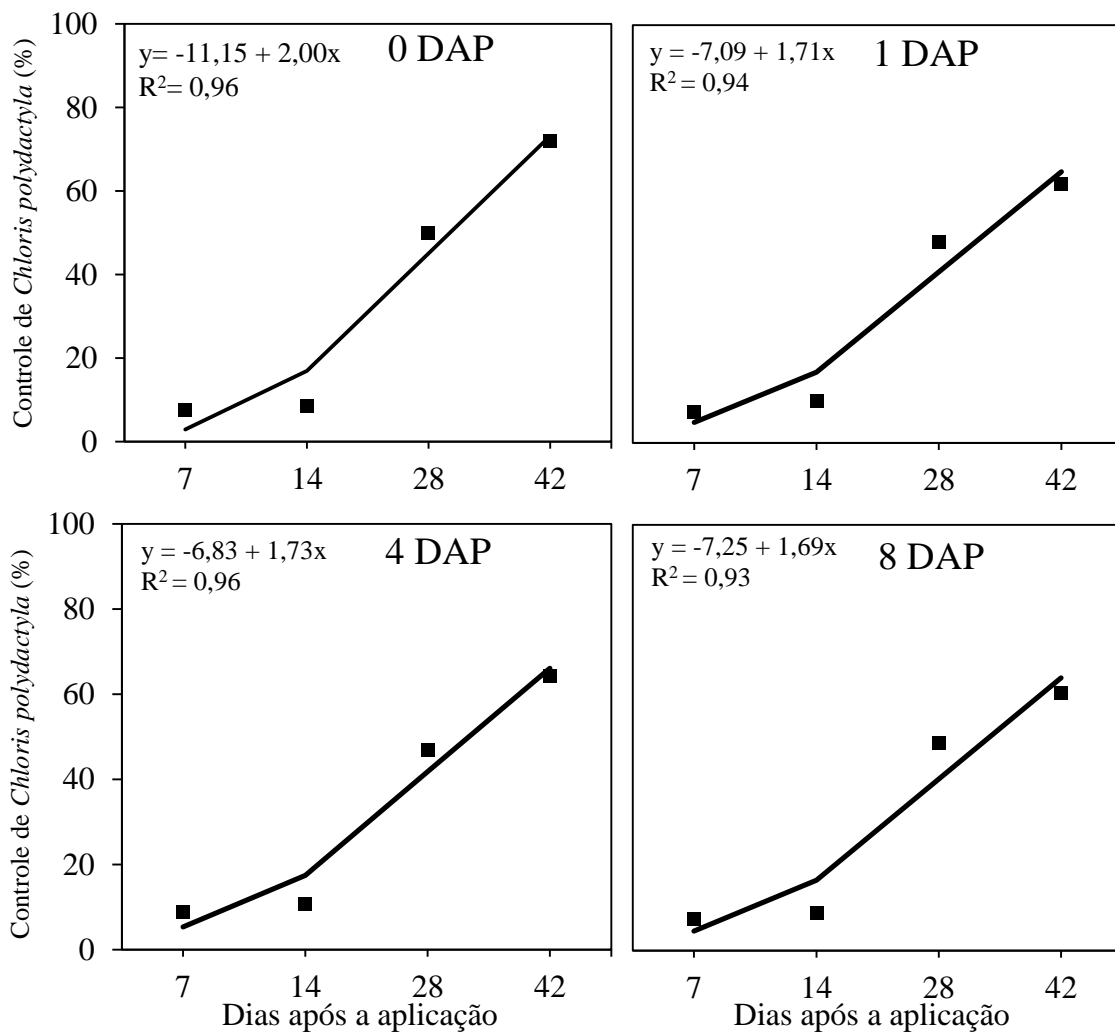 Controle de Chloris polydactyla (%)
100
80
60
40
20
0
y= -11,15 + 2,00x
R²= 0,96
0 DAP
7 14 28 42
y = -7,09 + 1,71x
R² = 0,94
1 DAP
7 14 28 42
Controle de Chloris polydactyla (%)
100
80
60
40
20
0
y = -6,83 + 1,73x
R² = 0,96
4 DAP
7 14 28 42
Dias após a aplicação
y = -7,25 + 1,69x
R² = 0,93
8 DAP
7 14 28 42
Dias após a aplicação